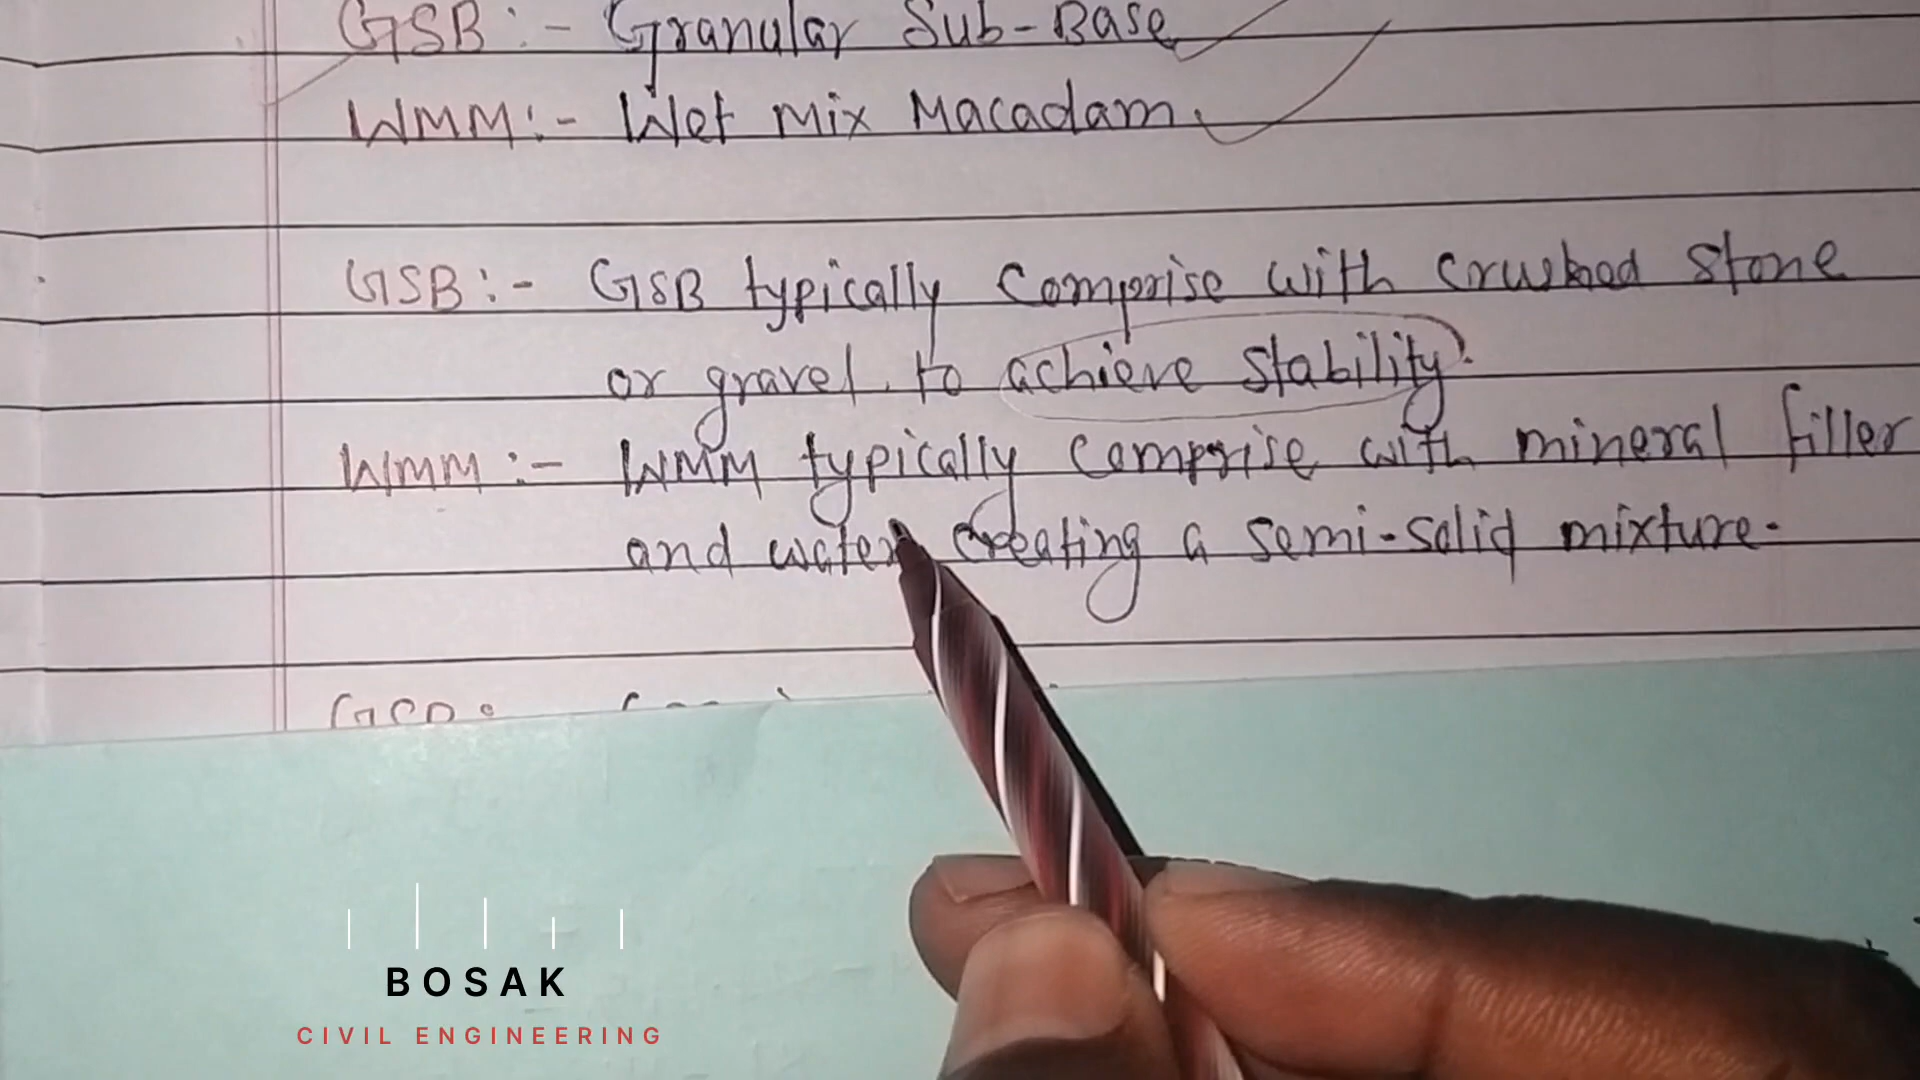 GSB:- Granular Sub-Base
WMM:- Wet mix Macadam.
GSB:- GSB typically Comprise with Crushed Stone
or gravel. to achieve stability.
WMM:- WMM typically Comprise with mineral filler
and water creating a semi-solid mixture.
BOSAK
CIVIL ENGINEERING